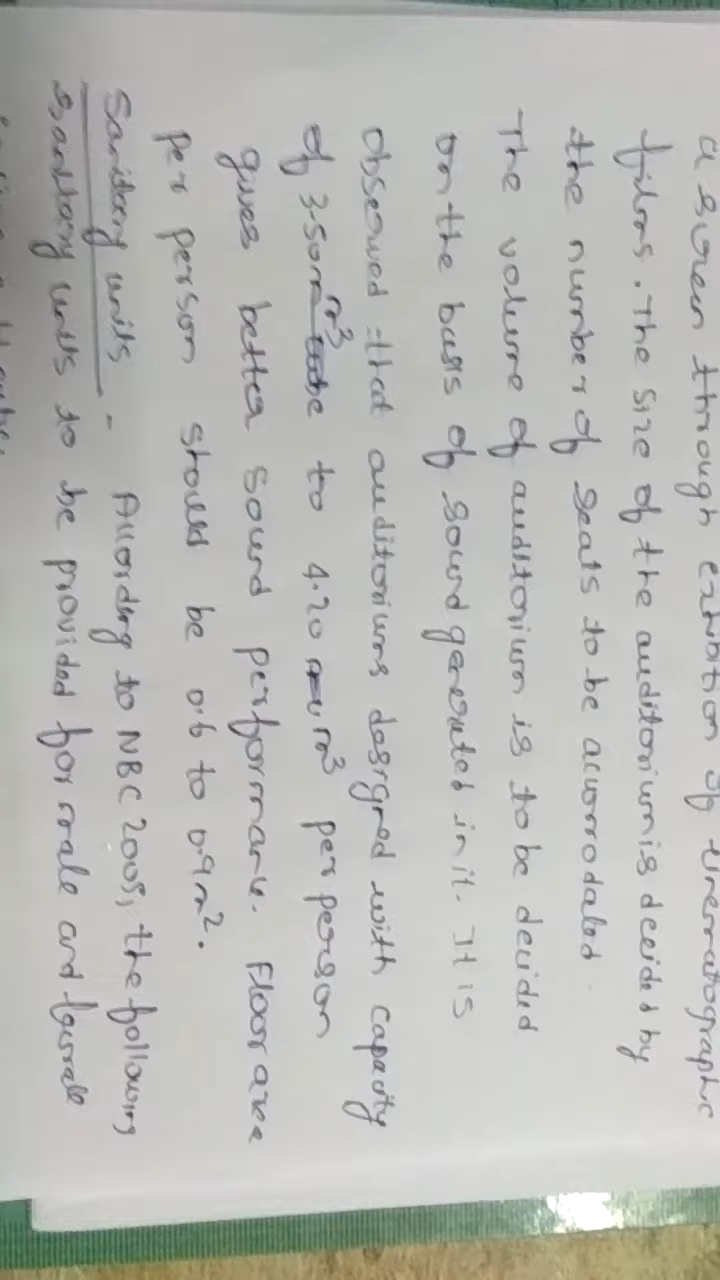 a screen through exhibition of cinematographic
films. The size of the auditorium is decided by
the number of seats to be accomodated.
The volume of auditorium is to be decided
on the basis of sound generated in it. It is
observed that auditoriums designed with capacity
of 3.50 m³ to 4.20 m³ per person
gives better sound performance. Floor area
per person should be 0.6 to 0.9m².
Sanitary units - According to NBC 2005, the following
sanitary units to be provided for male and female